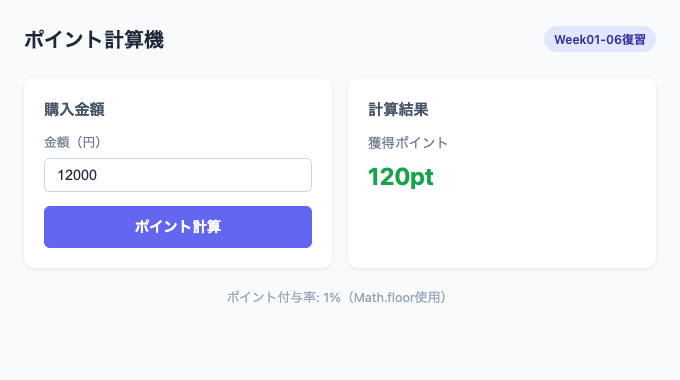 ポイント計算機
Week01-06復習
購入金額
金額（円）
12000
ポイント計算
計算結果
獲得ポイント
120pt
ポイント付与率: 1%（Math.floor使用）